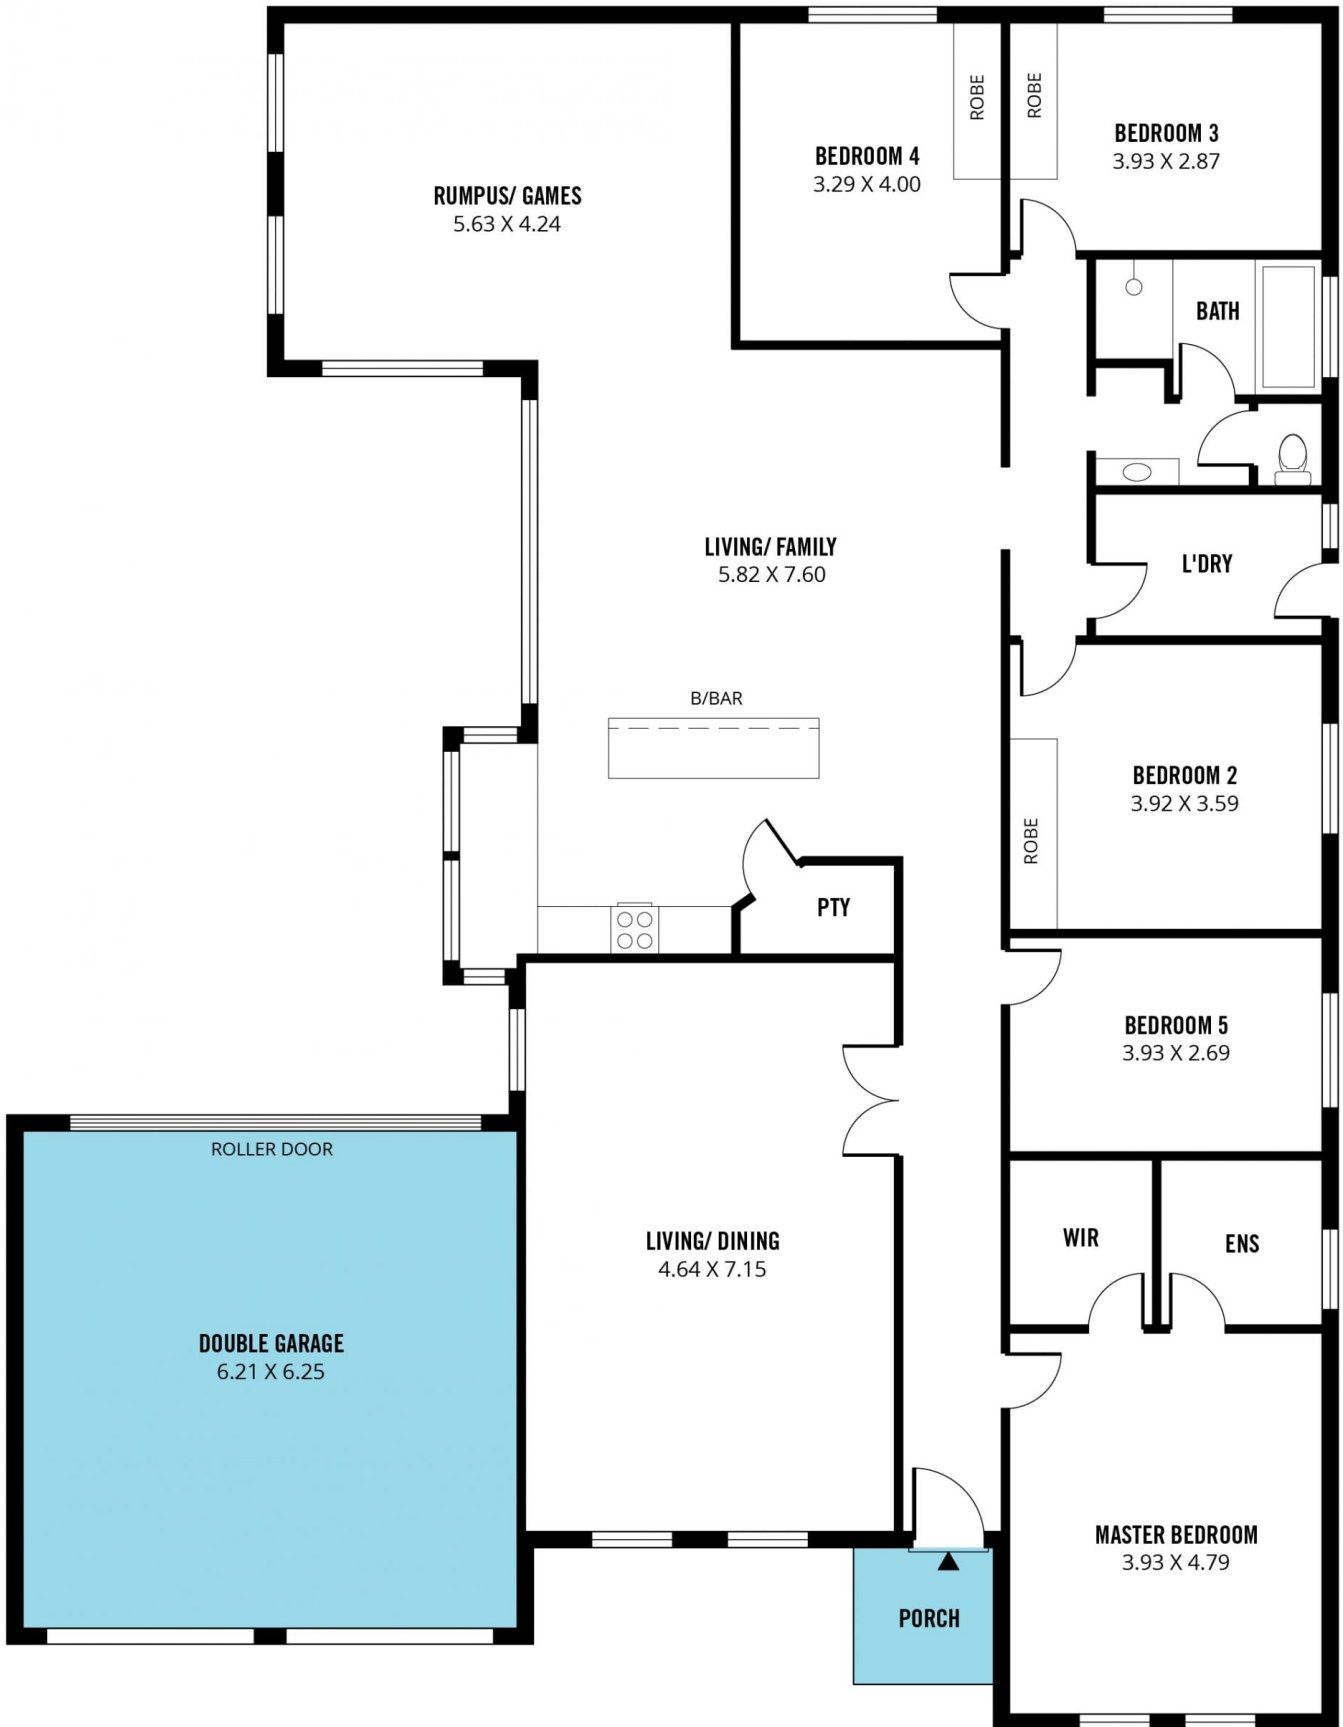 RUMPUS/ GAMES
5.63 X 4.24
BEDROOM 4
3.29 X 4.00
ROBE
ROBE
BEDROOM 3
3.93 X 2.87
BATH
LIVING/ FAMILY
5.82 X 7.60
L'DRY
B/BAR
BEDROOM 2
3.92 X 3.59
ROBE
PTY
BEDROOM 5
3.93 X 2.69
ROLLER DOOR
LIVING/ DINING
4.64 X 7.15
WIR
ENS
DOUBLE GARAGE
6.21 X 6.25
MASTER BEDROOM
3.93 X 4.79
PORCH